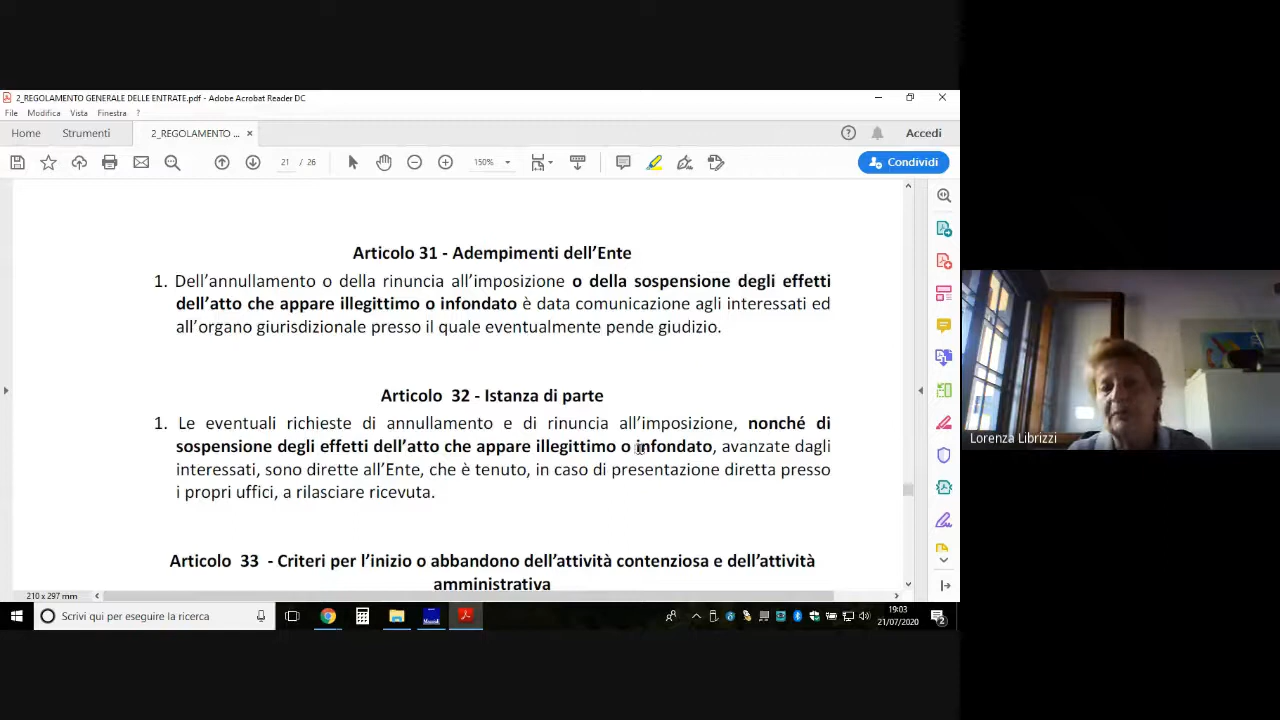 2_REGOLAMENTO GENERALE DELLE ENTRATE.pdf - Adobe Acrobat Reader DC
File Modifica Vista Finestra ?
Home Strumenti 2_REGOLAMENTO ... × Accedi
21 / 26 150% Condividi
Articolo 31 - Adempimenti dell’Ente
1. Dell’annullamento o della rinuncia all’imposizione o della sospensione degli effetti
dell’atto che appare illegittimo o infondato è data comunicazione agli interessati ed
all’organo giurisdizionale presso il quale eventualmente pende giudizio.
Articolo 32 - Istanza di parte
1. Le eventuali richieste di annullamento e di rinuncia all’imposizione, nonché di
sospensione degli effetti dell’atto che appare illegittimo o infondato, avanzate dagli
interessati, sono dirette all’Ente, che è tenuto, in caso di presentazione diretta presso
i propri uffici, a rilasciare ricevuta.
Lorenza Librizzi
Articolo 33 - Criteri per l’inizio o abbandono dell’attività contenziosa e dell’attività
amministrativa
210 x 297 mm
Scrivi qui per eseguire la ricerca
19:03
21/07/2020
2